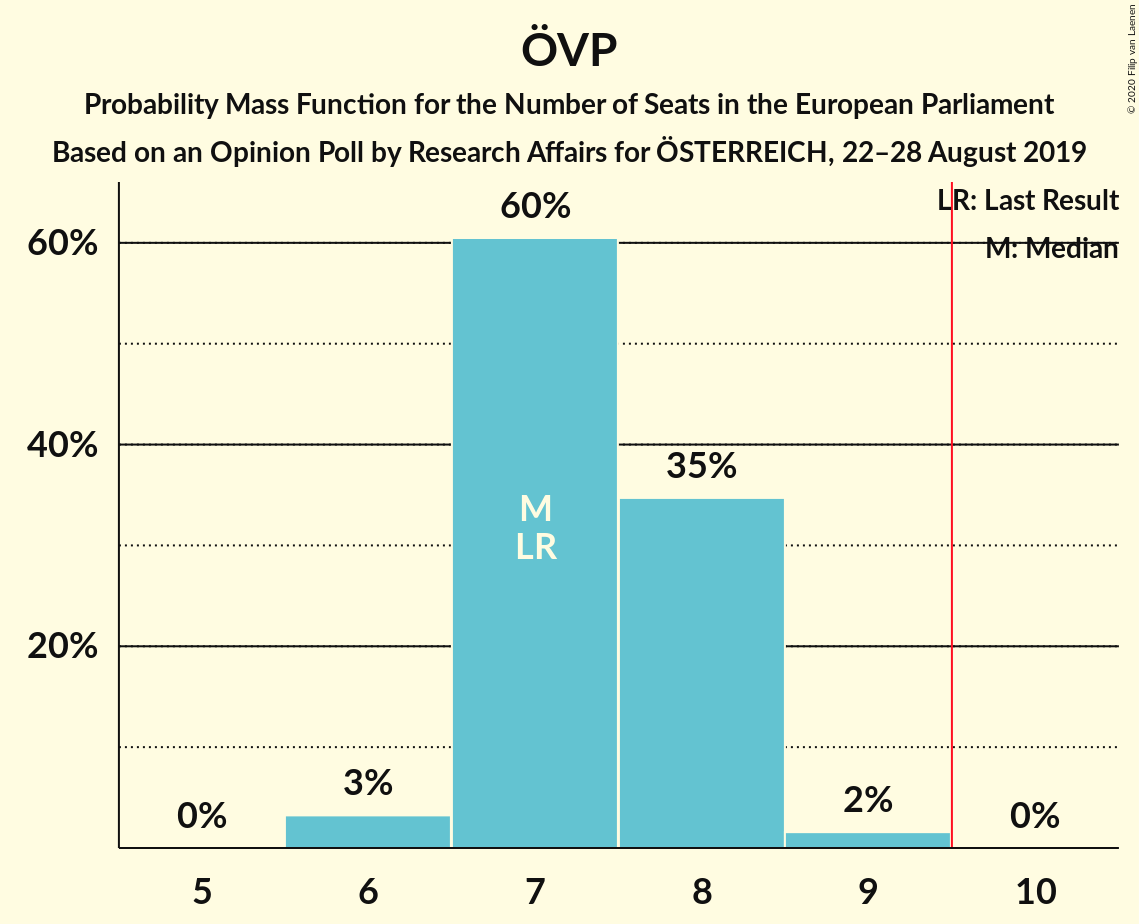 ÖVP
Probability Mass Function for the Number of Seats in the European Parliament
Based on an Opinion Poll by Research Affairs for ÖSTERREICH, 22–28 August 2019
© 2020 Filip van Laenen
LR: Last Result
M: Median
60%
40%
20%
0%
3%
60%
35%
2%
0%
M
LR
5
6
7
8
9
10